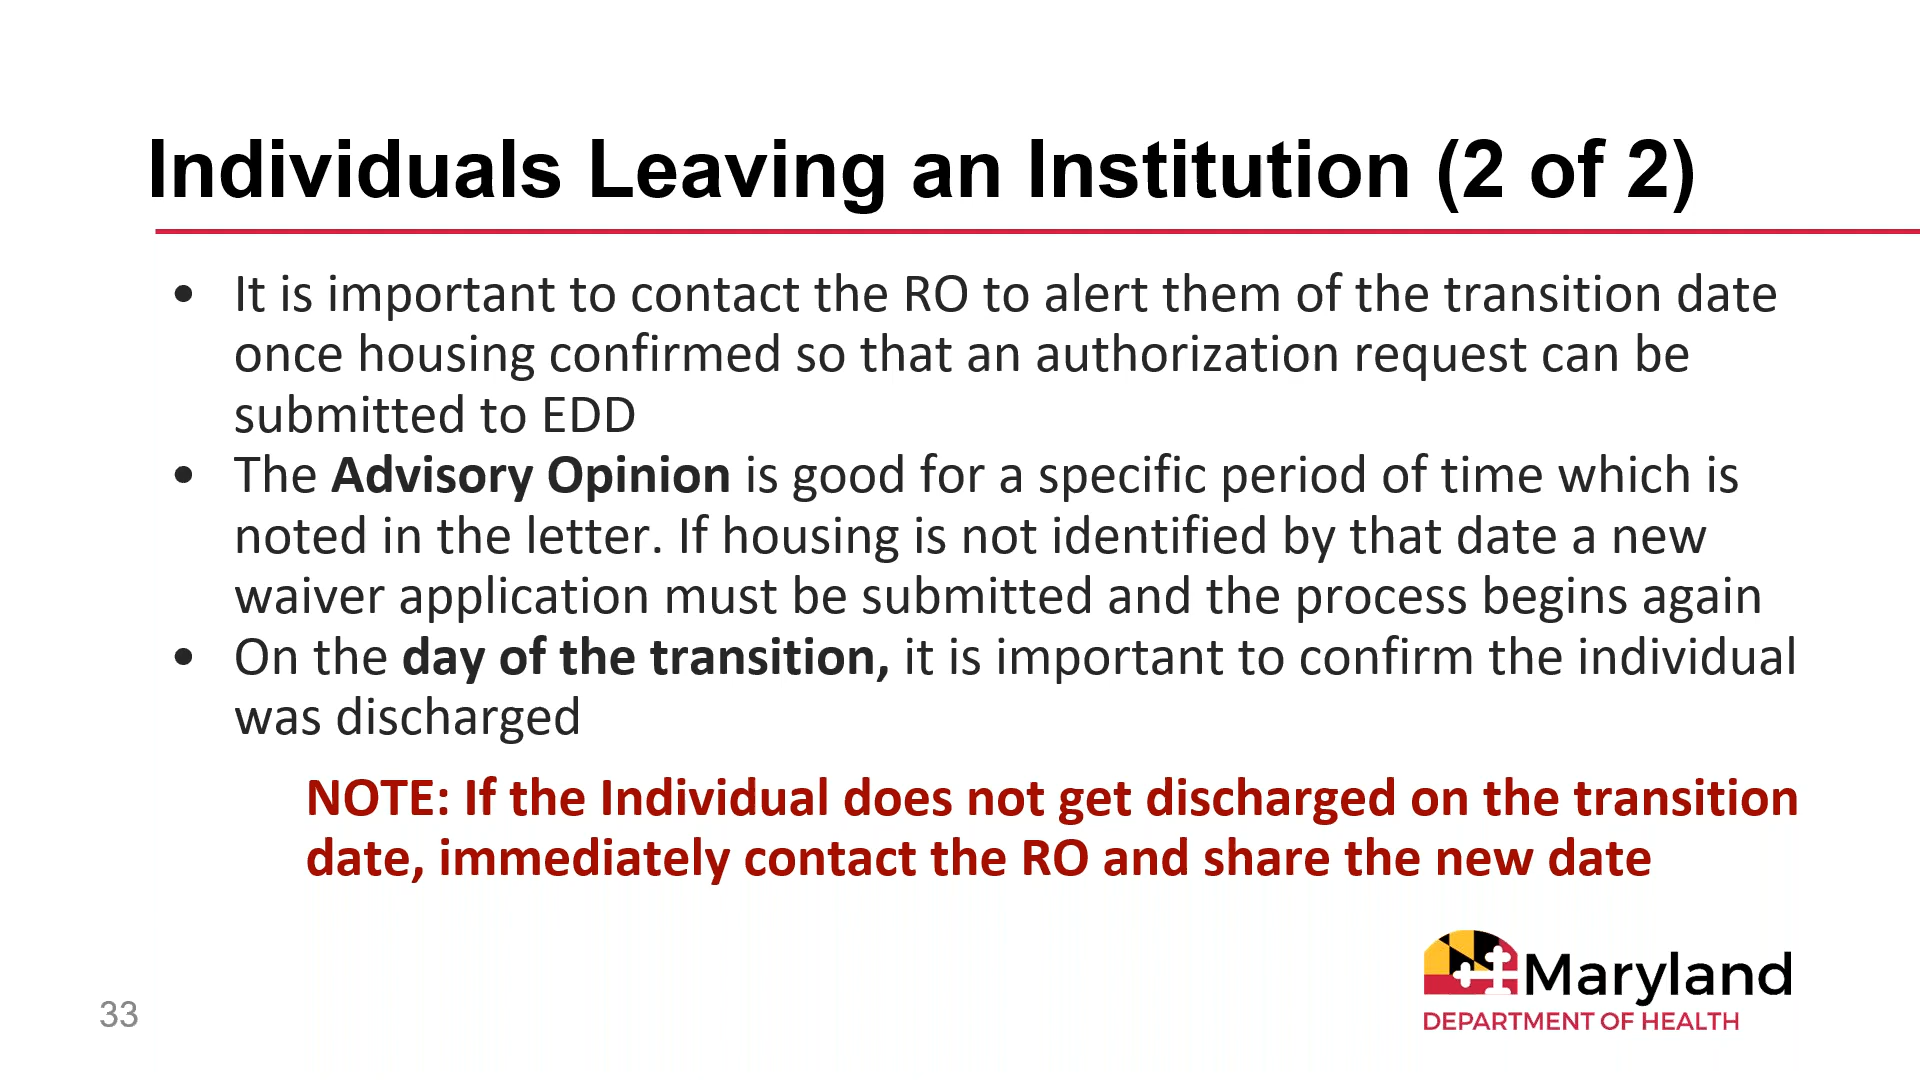 Individuals Leaving an Institution (2 of 2)
• It is important to contact the RO to alert them of the transition date
once housing confirmed so that an authorization request can be
submitted to EDD
• The Advisory Opinion is good for a specific period of time which is
noted in the letter. If housing is not identified by that date a new
waiver application must be submitted and the process begins again
• On the day of the transition, it is important to confirm the individual
was discharged
NOTE: If the Individual does not get discharged on the transition
date, immediately contact the RO and share the new date
Maryland
DEPARTMENT OF HEALTH
33